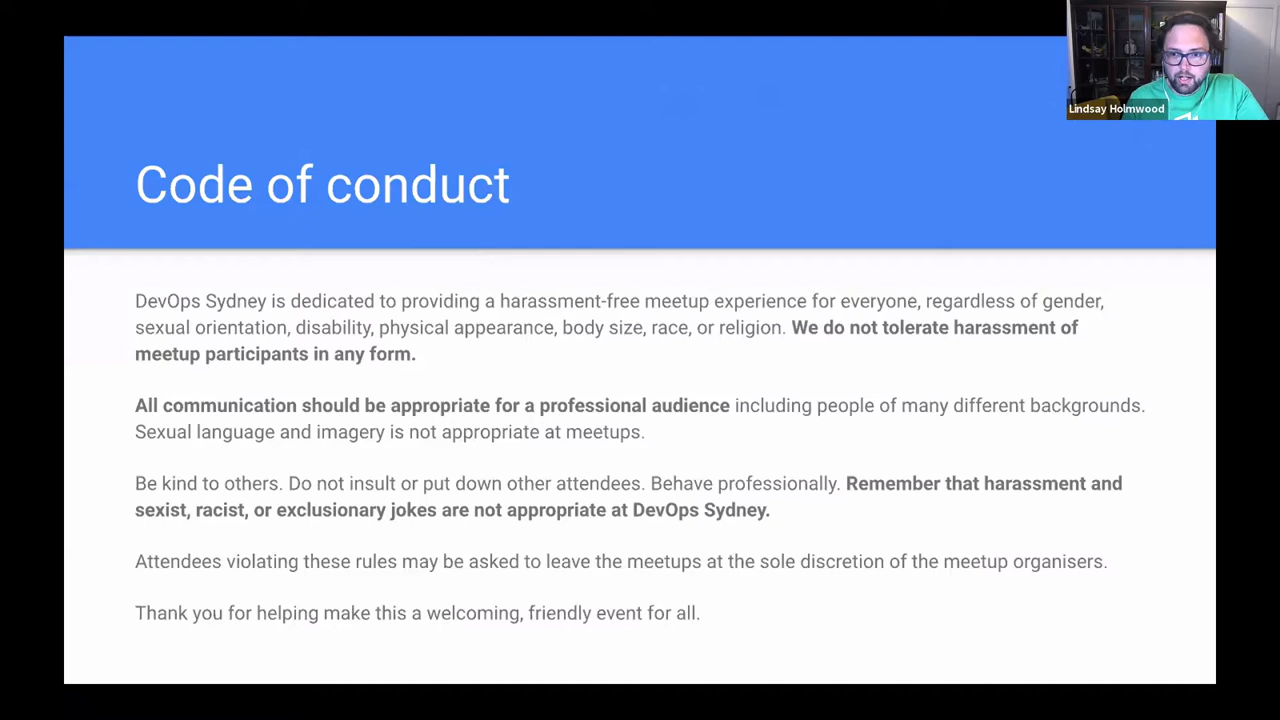 Lindsay Holmwood
Code of conduct
DevOps Sydney is dedicated to providing a harassment-free meetup experience for everyone, regardless of gender,
sexual orientation, disability, physical appearance, body size, race, or religion. We do not tolerate harassment of
meetup participants in any form.
All communication should be appropriate for a professional audience including people of many different backgrounds.
Sexual language and imagery is not appropriate at meetups.
Be kind to others. Do not insult or put down other attendees. Behave professionally. Remember that harassment and
sexist, racist, or exclusionary jokes are not appropriate at DevOps Sydney.
Attendees violating these rules may be asked to leave the meetups at the sole discretion of the meetup organisers.
Thank you for helping make this a welcoming, friendly event for all.